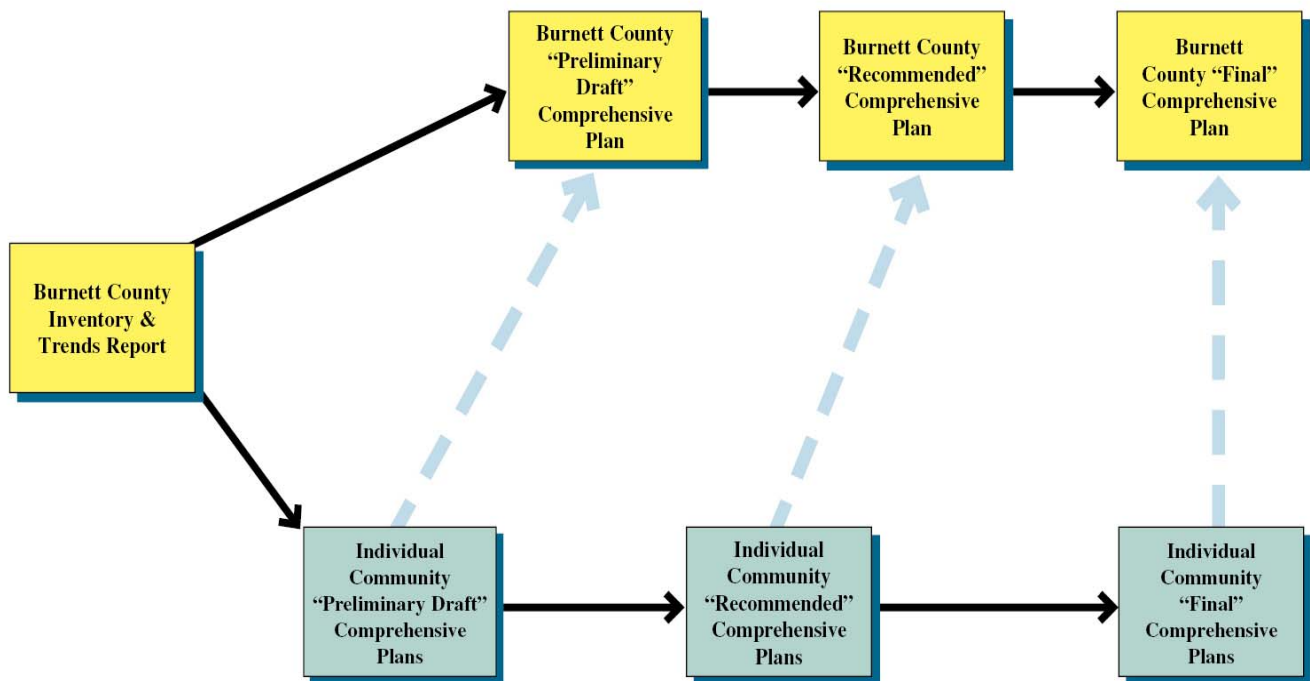 Burnett County
“Preliminary
Draft”
Comprehensive
Plan
Burnett County
“Recommended”
Comprehensive
Plan
Burnett
County “Final”
Comprehensive
Plan
Burnett County
Inventory &
Trends Report
Individual
Community
“Preliminary Draft”
Comprehensive
Plans
Individual
Community
“Recommended”
Comprehensive
Plans
Individual
Community
“Final”
Comprehensive
Plans